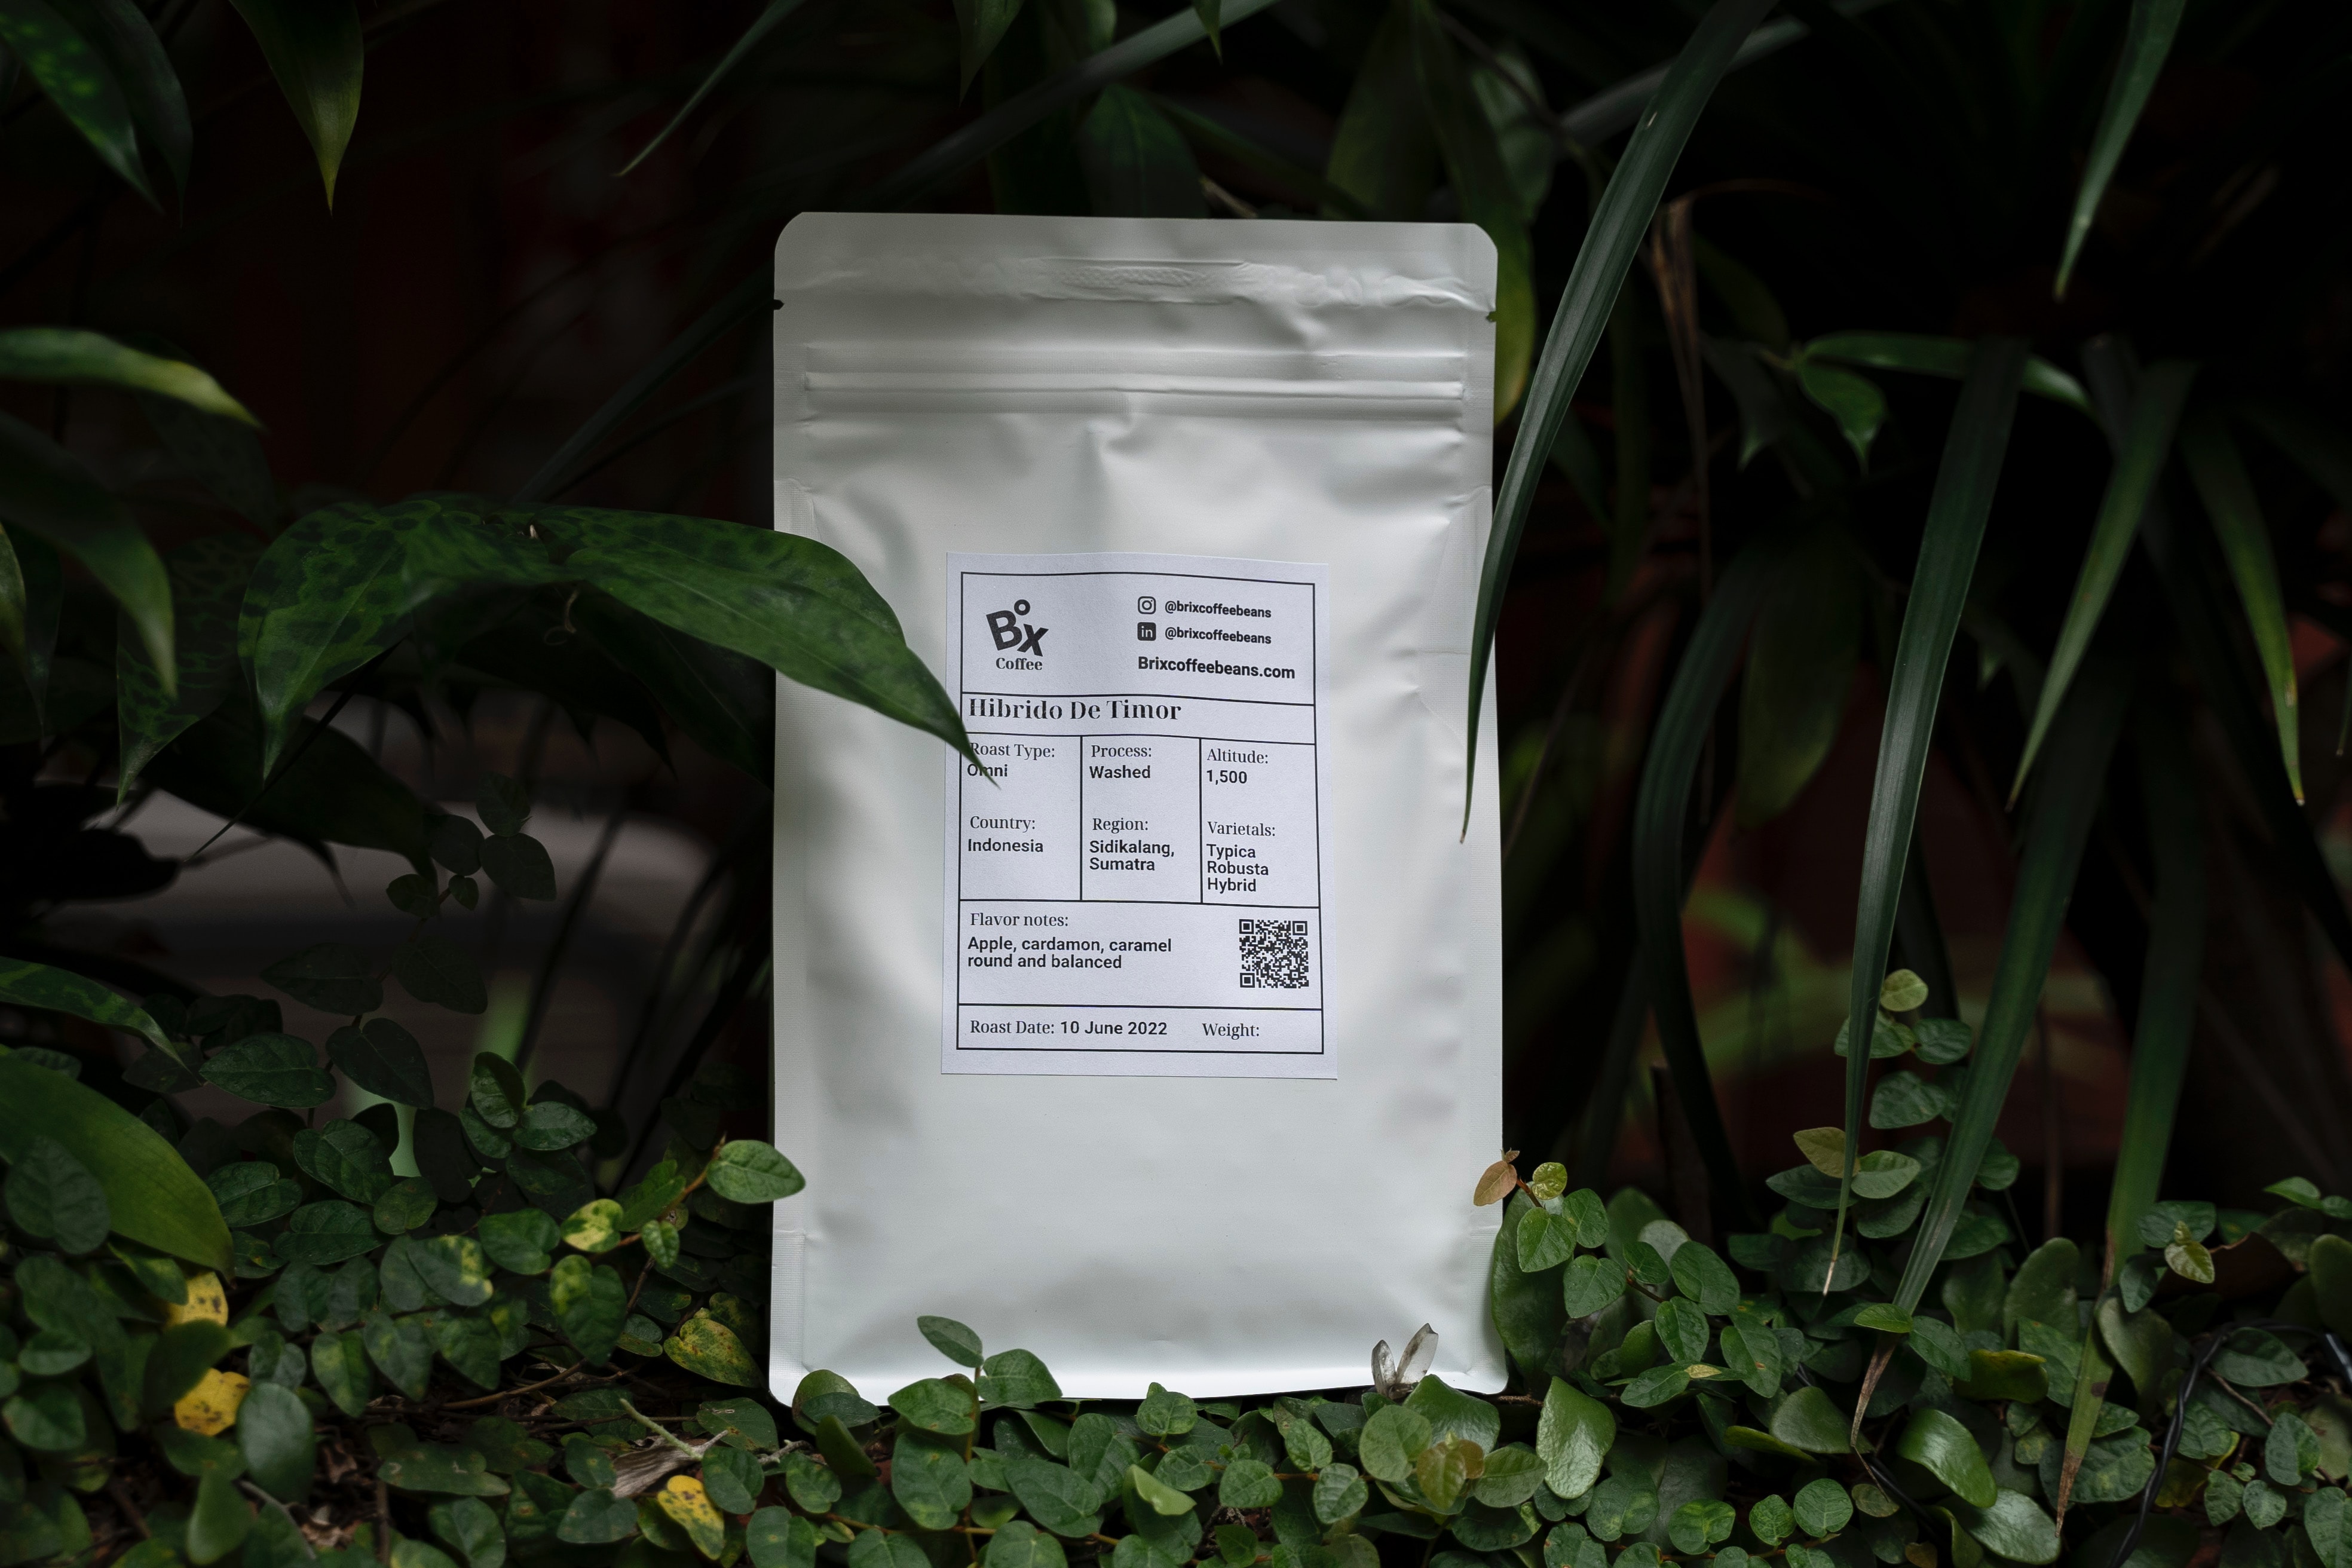 Bx
Coffee
@brixcoffeebeans
@brixcoffeebeans
Brixcoffeebeans.com
Hibrido De Timor
Roast Type:
Omni
Process:
Washed
Altitude:
1,500
Country:
Indonesia
Region:
Sidikalang,
Sumatra
Varietals:
Typica
Robusta
Hybrid
Flavor notes:
Apple, cardamon, caramel
round and balanced
Roast Date: 10 June 2022 Weight: